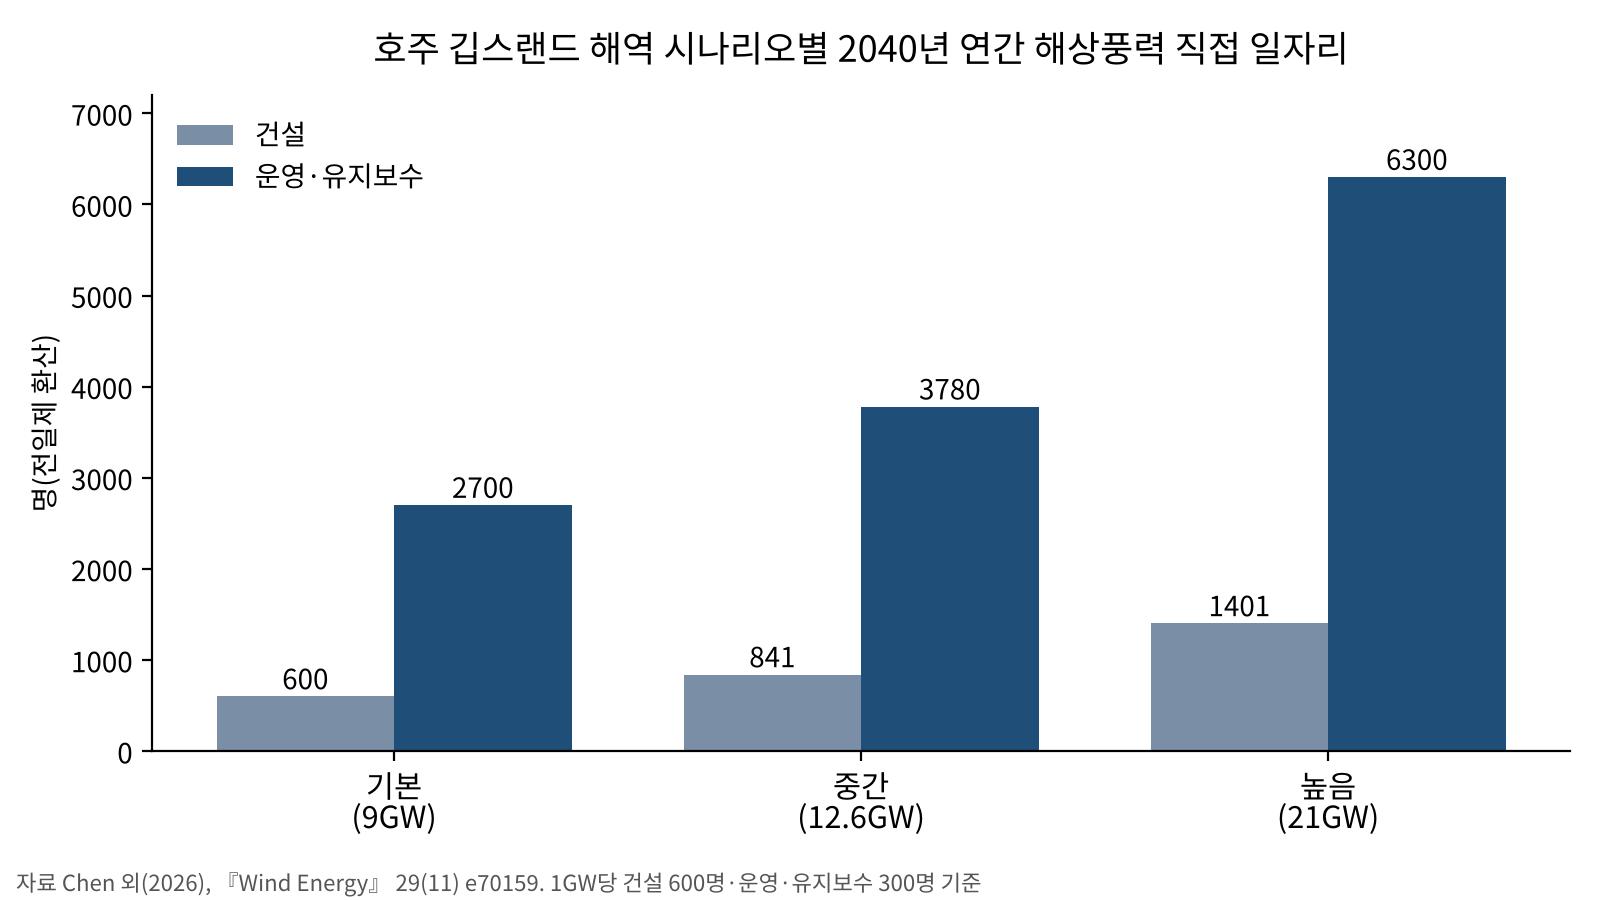 호주 깁스랜드 해역 시나리오별 2040년 연간 해상풍력 직접 일자리
명(전일제 환산)
7000
6000
5000
4000
3000
2000
1000
0
건설
운영·유지보수
600
2700
841
3780
1401
6300
기본
(9GW)
중간
(12.6GW)
높음
(21GW)
자료 Chen 외(2026), 『Wind Energy』 29(11) e70159. 1GW당 건설 600명·운영·유지보수 300명 기준